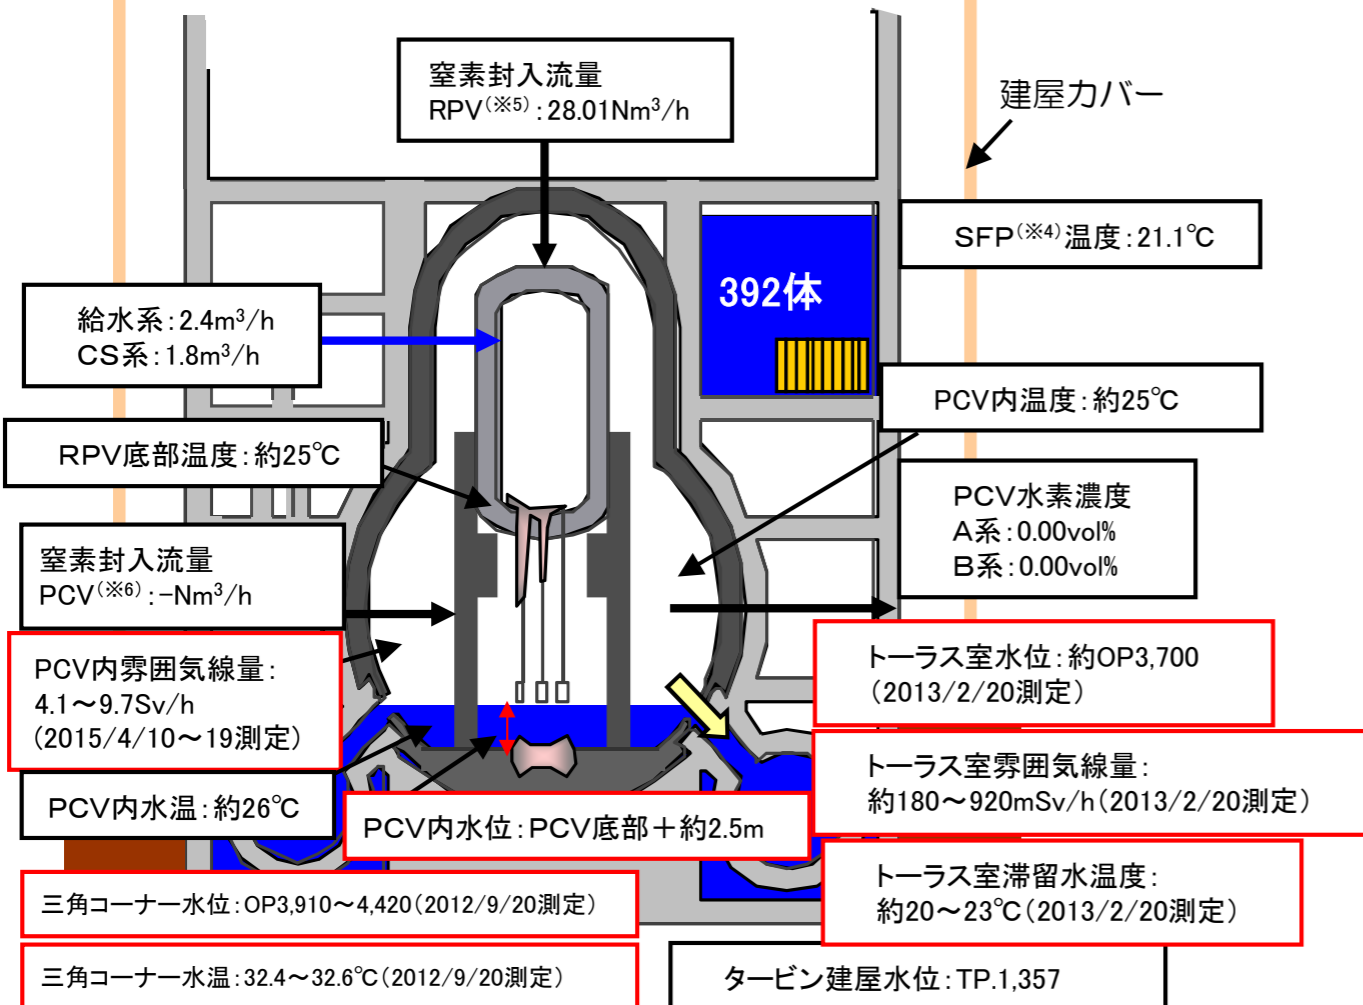 窒素封入流量
RPV(※5):28.01Nm³/h
建屋カバー
SFP(※4)温度:21.1℃
392体
給水系:2.4m³/h
CS系:1.8m³/h
PCV内温度:約25℃
RPV底部温度:約25℃
PCV水素濃度
A系:0.00vol%
B系:0.00vol%
窒素封入流量
PCV(※6):-Nm³/h
PCV内雰囲気線量:
4.1~9.7Sv/h
(2015/4/10~19測定)
トーラス室水位:約OP3,700
(2013/2/20測定)
トーラス室雰囲気線量:
約180~920mSv/h(2013/2/20測定)
PCV内水温:約26℃
PCV内水位:PCV底部+約2.5m
トーラス室滞留水温度:
約20~23℃(2013/2/20測定)
三角コーナー水位:OP3,910~4,420(2012/9/20測定)
三角コーナー水温:32.4~32.6℃(2012/9/20測定)
タービン建屋水位:TP.1,357